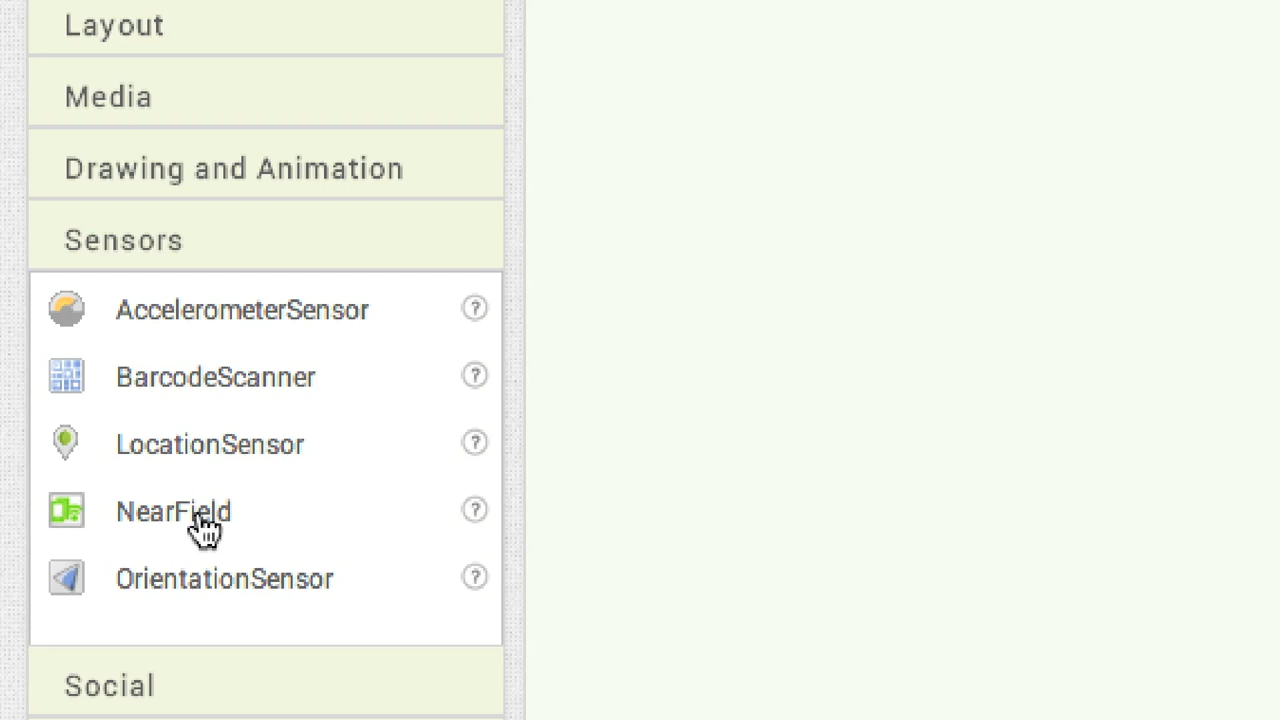 Layout
Media
Drawing and Animation
Sensors
AccelerometerSensor ?
BarcodeScanner ?
LocationSensor ?
NearField ?
OrientationSensor ?
Social